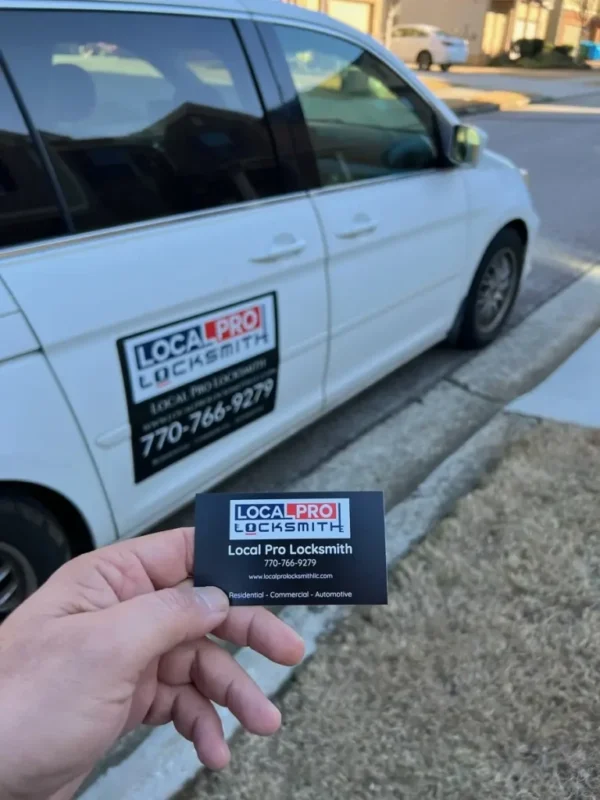 LOCAL PRO
LOCKSMITH
LOCAL PRO LOCKSMITH
770-766-9279
LOCAL PRO
LOCKSMITH
Local Pro Locksmith
770-766-9279
www.localprolocksmithllc.com
Residential - Commercial - Automotive